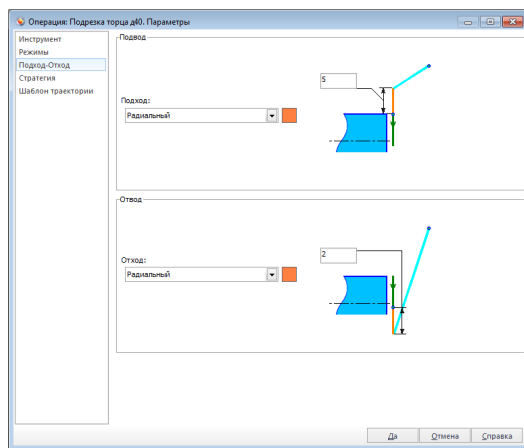 Операция: Подрезка торца д40. Параметры
Инструмент
Режимы
Подход-Отход
Стратегия
Шаблон траектории
Подвод
Подход:
Радиальный
5
Отвод
Отход:
Радиальный
2
Да
Отмена
Справка